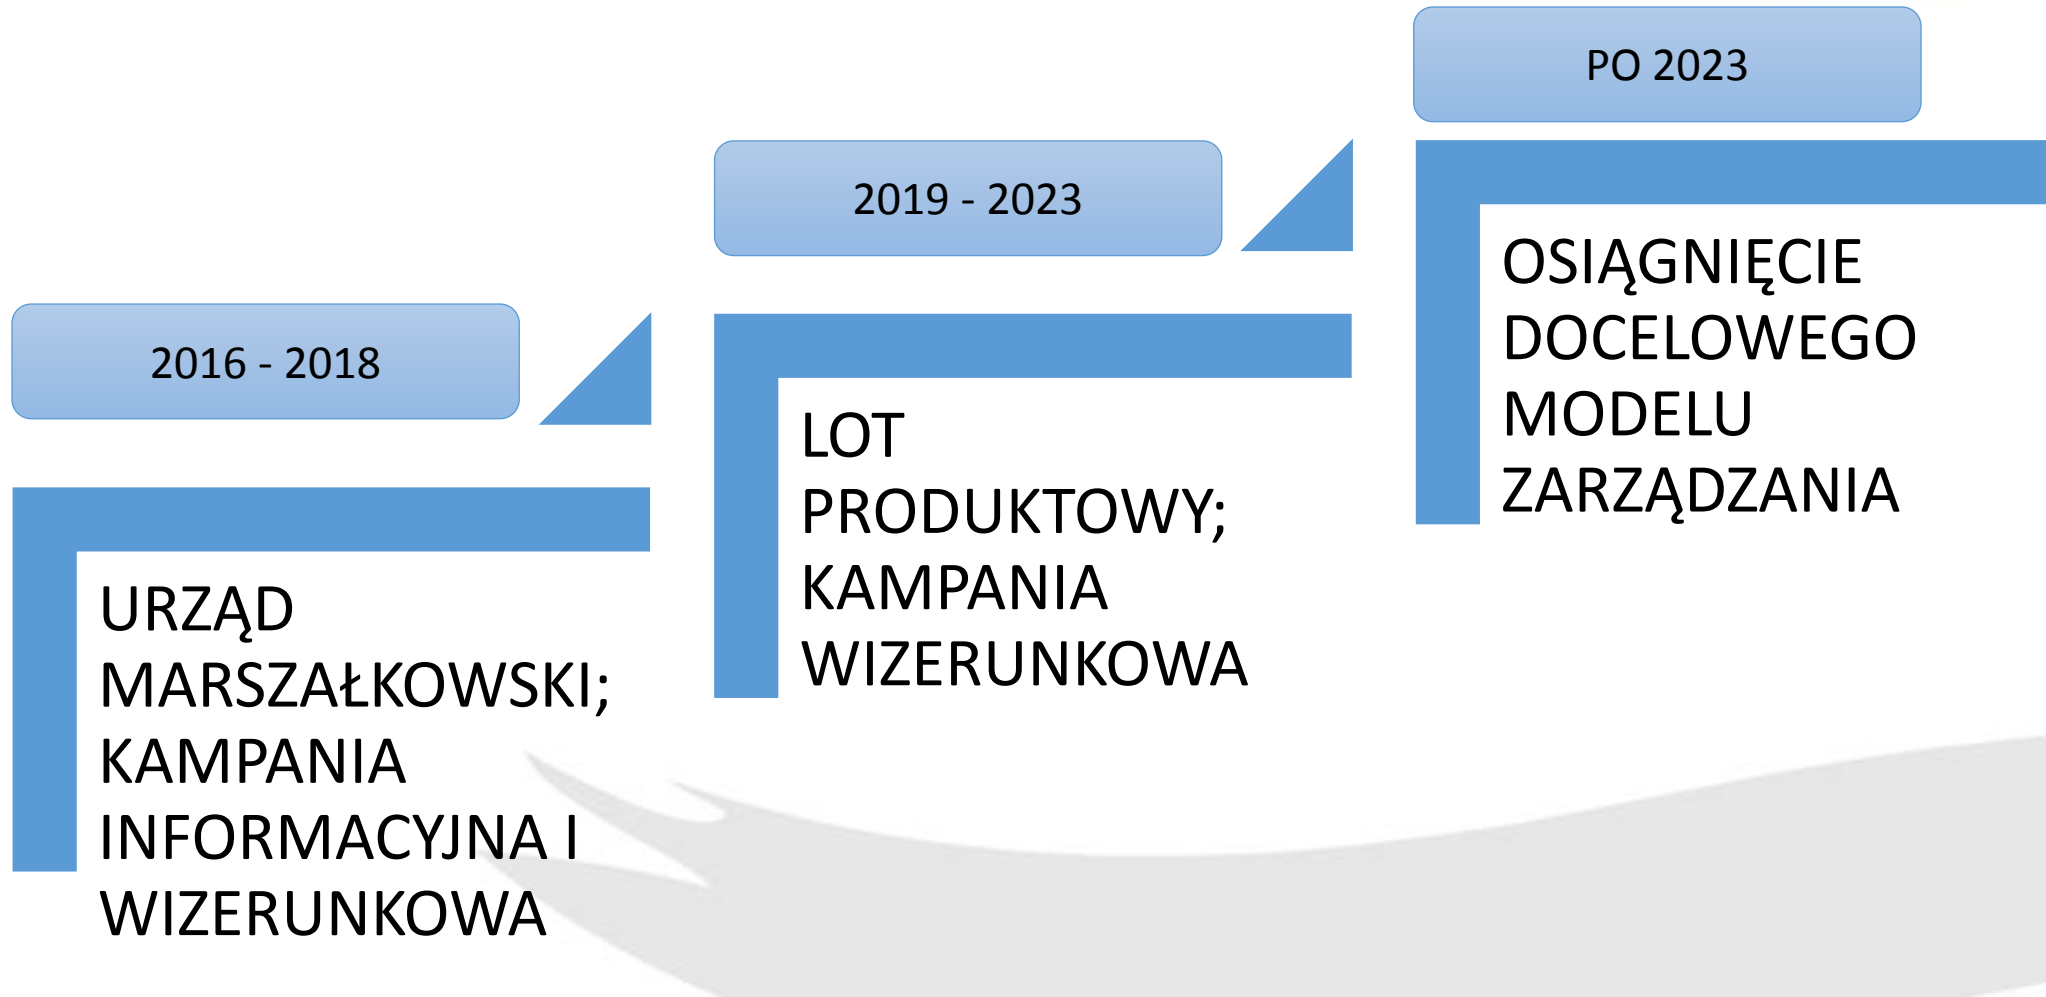 2016 - 2018
URZĄD
MARSZAŁKOWSKI;
KAMPANIA
INFORMACYJNA I
WIZERUNKOWA
2019 - 2023
LOT
PRODUKTOWY;
KAMPANIA
WIZERUNKOWA
PO 2023
OSIĄGNIĘCIE
DOCELOWEGO
MODELU
ZARZĄDZANIA